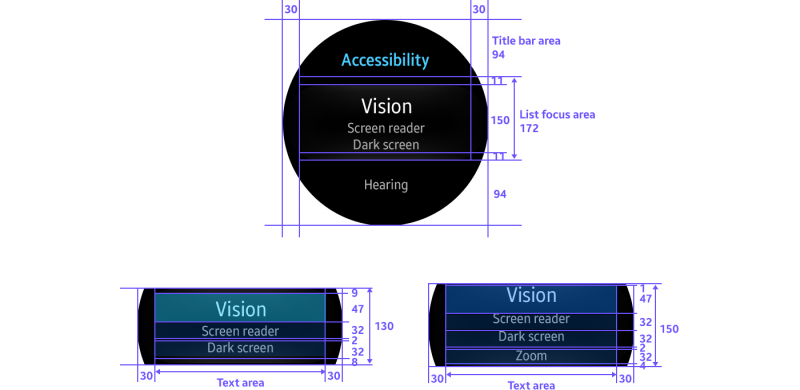 30
30
Title bar area
94
Accessibility
11
Vision
150
List focus area
172
Screen reader
Dark screen
11
Hearing
94
9
47
Vision
32
130
Screen reader
2
Dark screen
32
8
30
30
Text area
1
Vision
47
Screen reader
32
150
Dark screen
32
2
Zoom
32
4
30
30
Text area